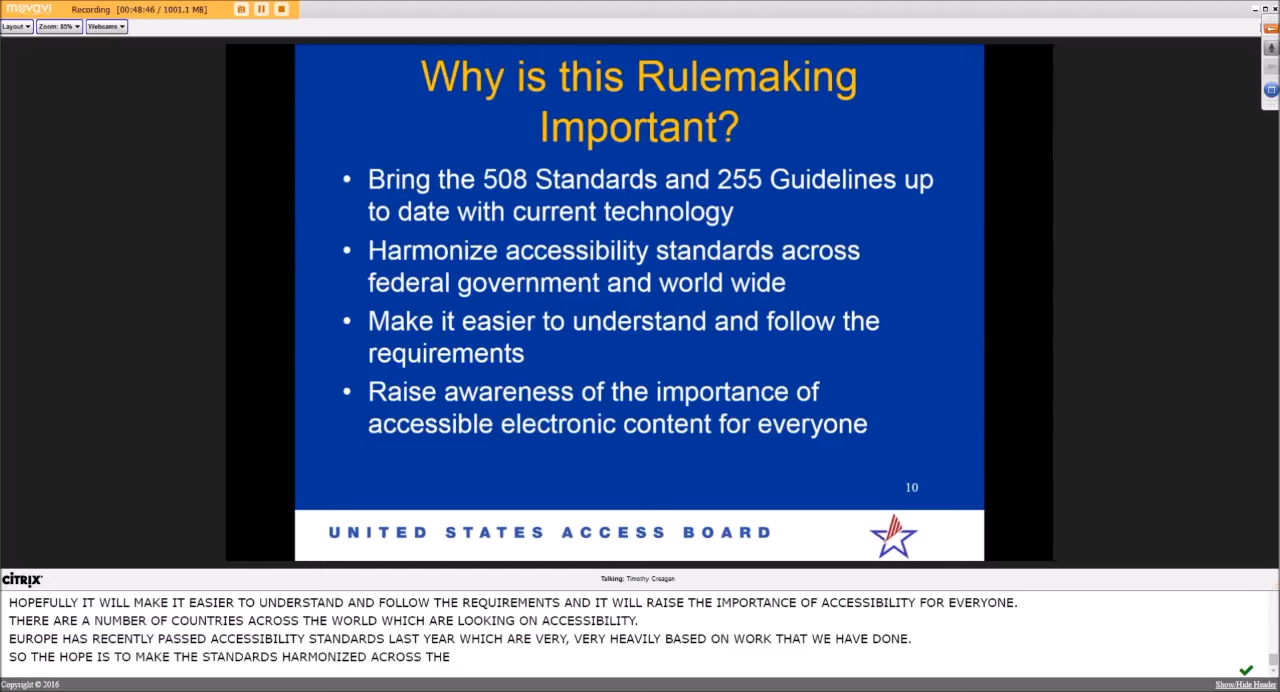 movavi Recording [00:48:46 / 1001.1 MB]
Layout Zoom: 85% Webcams
Why is this Rulemaking
Important?
• Bring the 508 Standards and 255 Guidelines up
to date with current technology
• Harmonize accessibility standards across
federal government and world wide
• Make it easier to understand and follow the
requirements
• Raise awareness of the importance of
accessible electronic content for everyone
10
UNITED STATES ACCESS BOARD
CITRIX Talking: Timothy Creagan
HOPEFULLY IT WILL MAKE IT EASIER TO UNDERSTAND AND FOLLOW THE REQUIREMENTS AND IT WILL RAISE THE IMPORTANCE OF ACCESSIBILITY FOR EVERYONE.
THERE ARE A NUMBER OF COUNTRIES ACROSS THE WORLD WHICH ARE LOOKING ON ACCESSIBILITY.
EUROPE HAS RECENTLY PASSED ACCESSIBILITY STANDARDS LAST YEAR WHICH ARE VERY, VERY HEAVILY BASED ON WORK THAT WE HAVE DONE.
SO THE HOPE IS TO MAKE THE STANDARDS HARMONIZED ACROSS THE
Copyright © 2016 Show/Hide Header